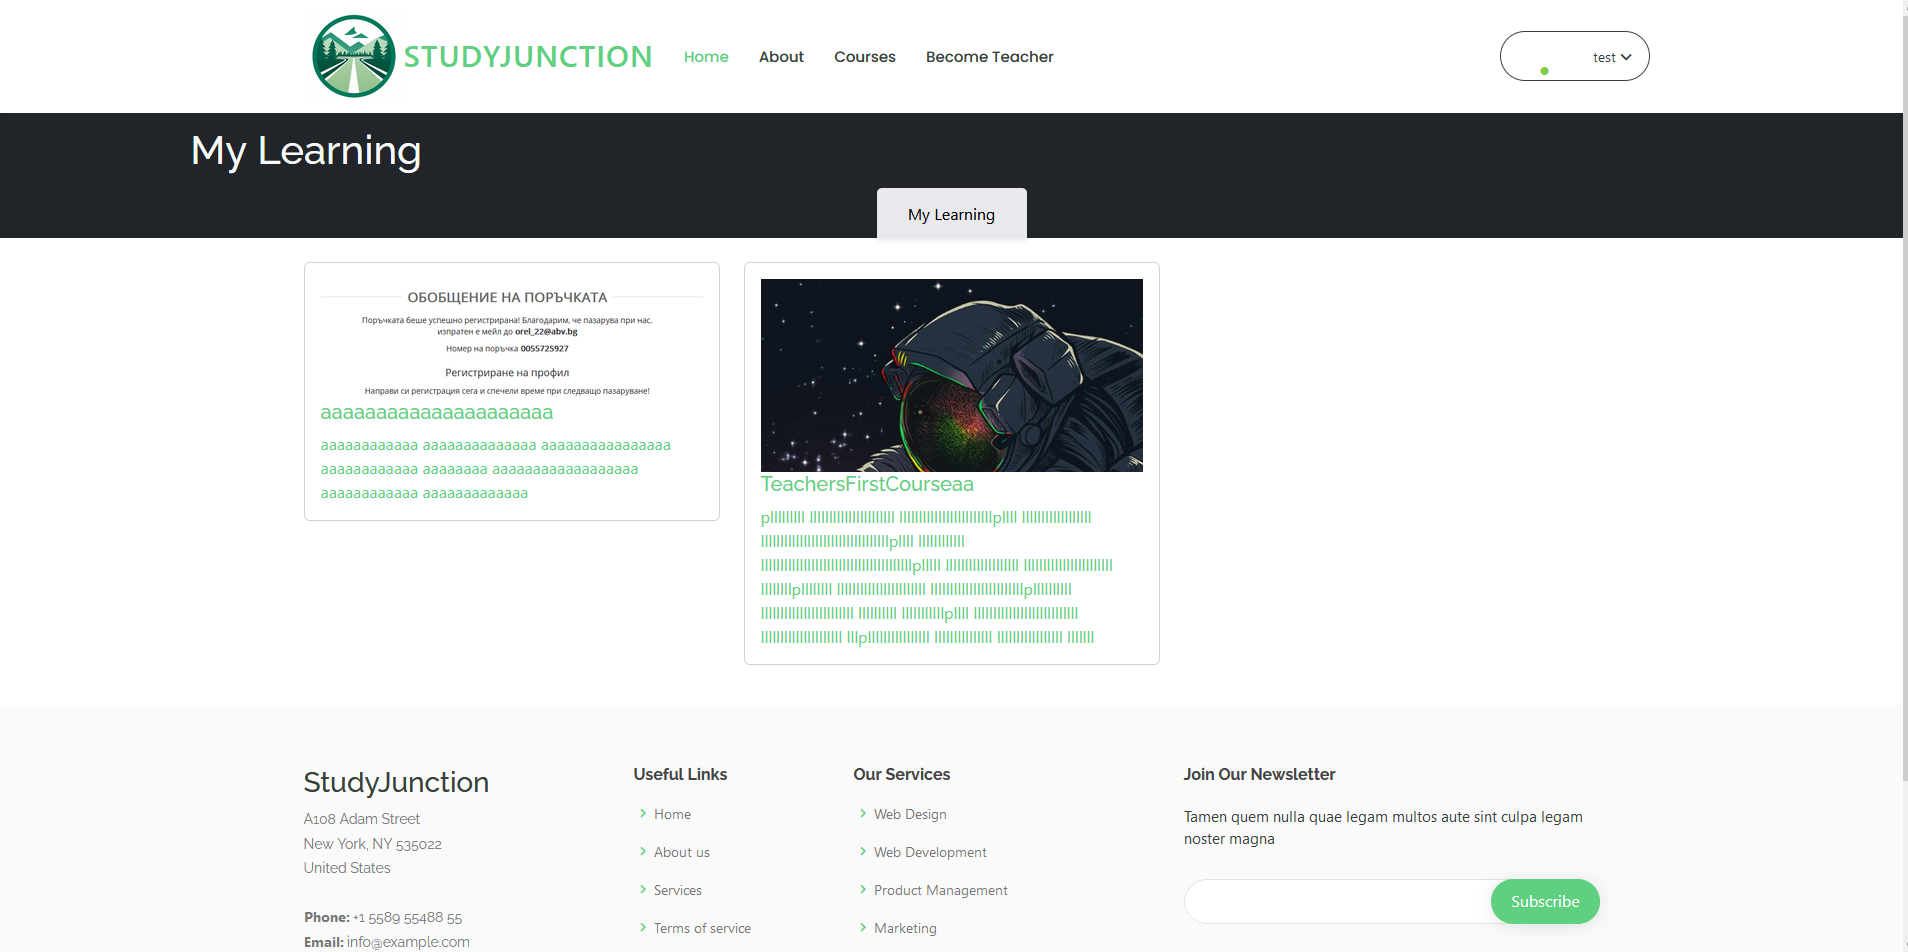 STUDYJUNCTION
Home
About
Courses
Become Teacher
test
My Learning
My Learning
ОБОБЩЕНИЕ НА ПОРЪЧКАТА
Поръчката беше успешно регистрирана! Благодарим, че пазарува при нас.
изпратен е мейл до orel_22@abv.bg
Номер на поръчка 0055725927
Регистриране на профил
Направи си регистрация сега и спечели време при следващо пазаруване!
aaaaaaaaaaaaaaaaaaaaa
aaaaaaaaaaaa aaaaaaaaaaaaaa aaaaaaaaaaaaaaaa
aaaaaaaaaaaa aaaaaaaa aaaaaaaaaaaaaaaaaa
aaaaaaaaaaaa aaaaaaaaaaaaa
TeachersFirstCourseaa
StudyJunction
A108 Adam Street
New York, NY 535022
United States
Phone: +1 5589 55488 55
Email: info@example.com
Useful Links
Home
About us
Services
Terms of service
Our Services
Web Design
Web Development
Product Management
Marketing
Join Our Newsletter
Tamen quem nulla quae legam multos aute sint culpa legam
noster magna
Subscribe